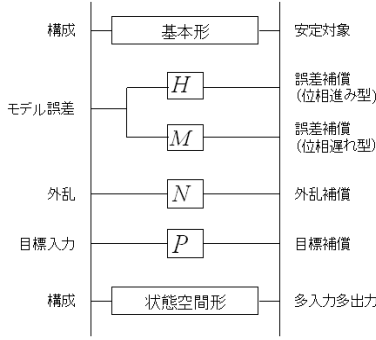 構成 基本形 安定対象
H 誤差補償
(位相進み型)
モデル誤差
M 誤差補償
(位相遅れ型)
外乱 N 外乱補償
目標入力 P 目標補償
構成 状態空間形 多入力多出力